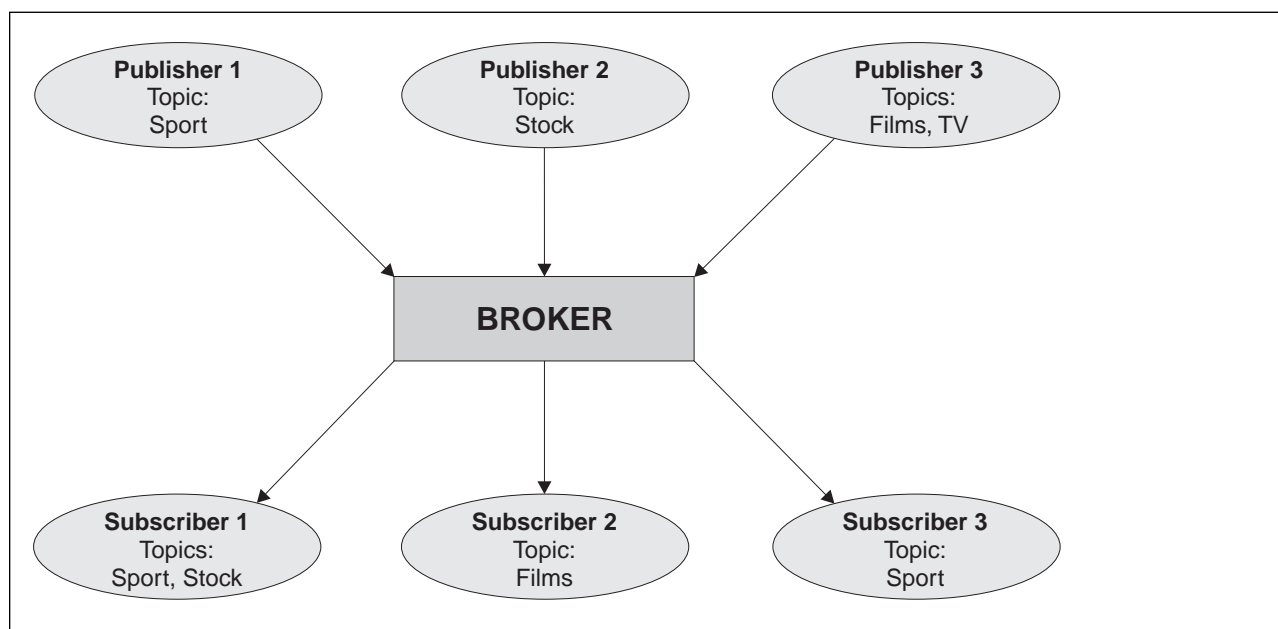 Publisher 1
Topic:
Sport
Publisher 2
Topic:
Stock
Publisher 3
Topics:
Films, TV
BROKER
Subscriber 1
Topics:
Sport, Stock
Subscriber 2
Topic:
Films
Subscriber 3
Topic:
Sport